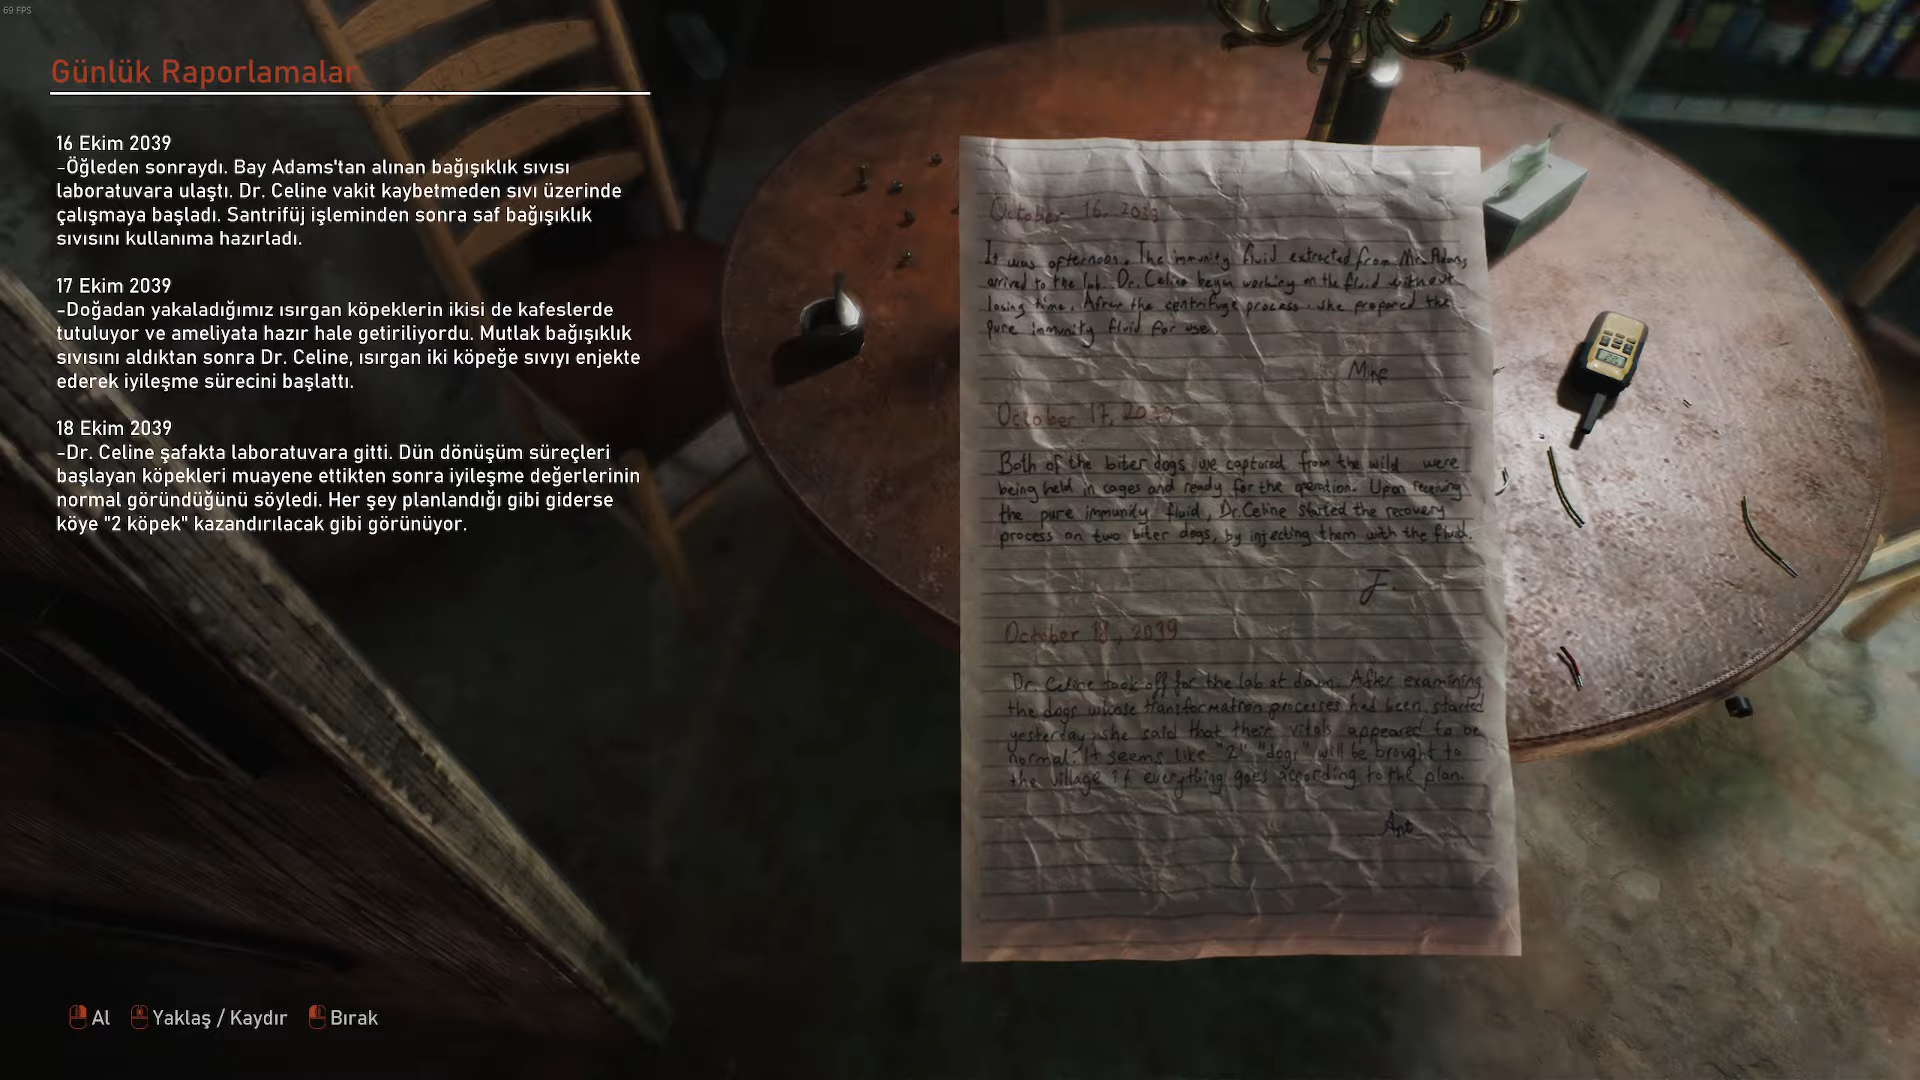 69 FPS
Günlük Raporlamalar
16 Ekim 2039
-Öğleden sonraydı. Bay Adams'tan alınan bağışıklık sıvısı
laboratuvara ulaştı. Dr. Celine vakit kaybetmeden sıvı üzerinde
çalışmaya başladı. Santrifüj işleminden sonra saf bağışıklık
sıvısını kullanıma hazırladı.
17 Ekim 2039
-Doğadan yakaladığımız ısırgan köpeklerin ikisi de kafeslerde
tutuluyor ve ameliyata hazır hale getiriliyordu. Mutlak bağışıklık
sıvısını aldıktan sonra Dr. Celine, ısırgan iki köpeğe sıvıyı enjekte
ederek iyileşme sürecini başlattı.
18 Ekim 2039
-Dr. Celine şafakta laboratuvara gitti. Dün dönüşüm süreçleri
başlayan köpekleri muayene ettikten sonra iyileşme değerlerinin
normal göründüğünü söyledi. Her şey planlandığı gibi giderse
köye "2 köpek" kazandırılacak gibi görünüyor.
October 16, 2039
It was afternoon. The immunity fluid extracted from Mr. Adams,
arrived to the lab. Dr. Celine began working on the fluid without
losing time. After the centrifuge process, she prepared the
pure immunity fluid for use.
October 17, 2039
Both of the biter dogs we captured from the wild were
being held in cages and ready for the operation. Upon receiving
the pure immunity fluid, Dr. Celine started the recovery
process on two biter dogs, by injecting them with the fluid.
J.
October 18, 2039
Dr. Celine took off for the lab at dawn. After examining
the dogs whose transformation processes had been started
yesterday, she said that their vitals appeared to be
normal. It seems like "2" "dogs" will be brought to
the village if everything goes according to the plan.
Al Yaklaş / Kaydır Bırak